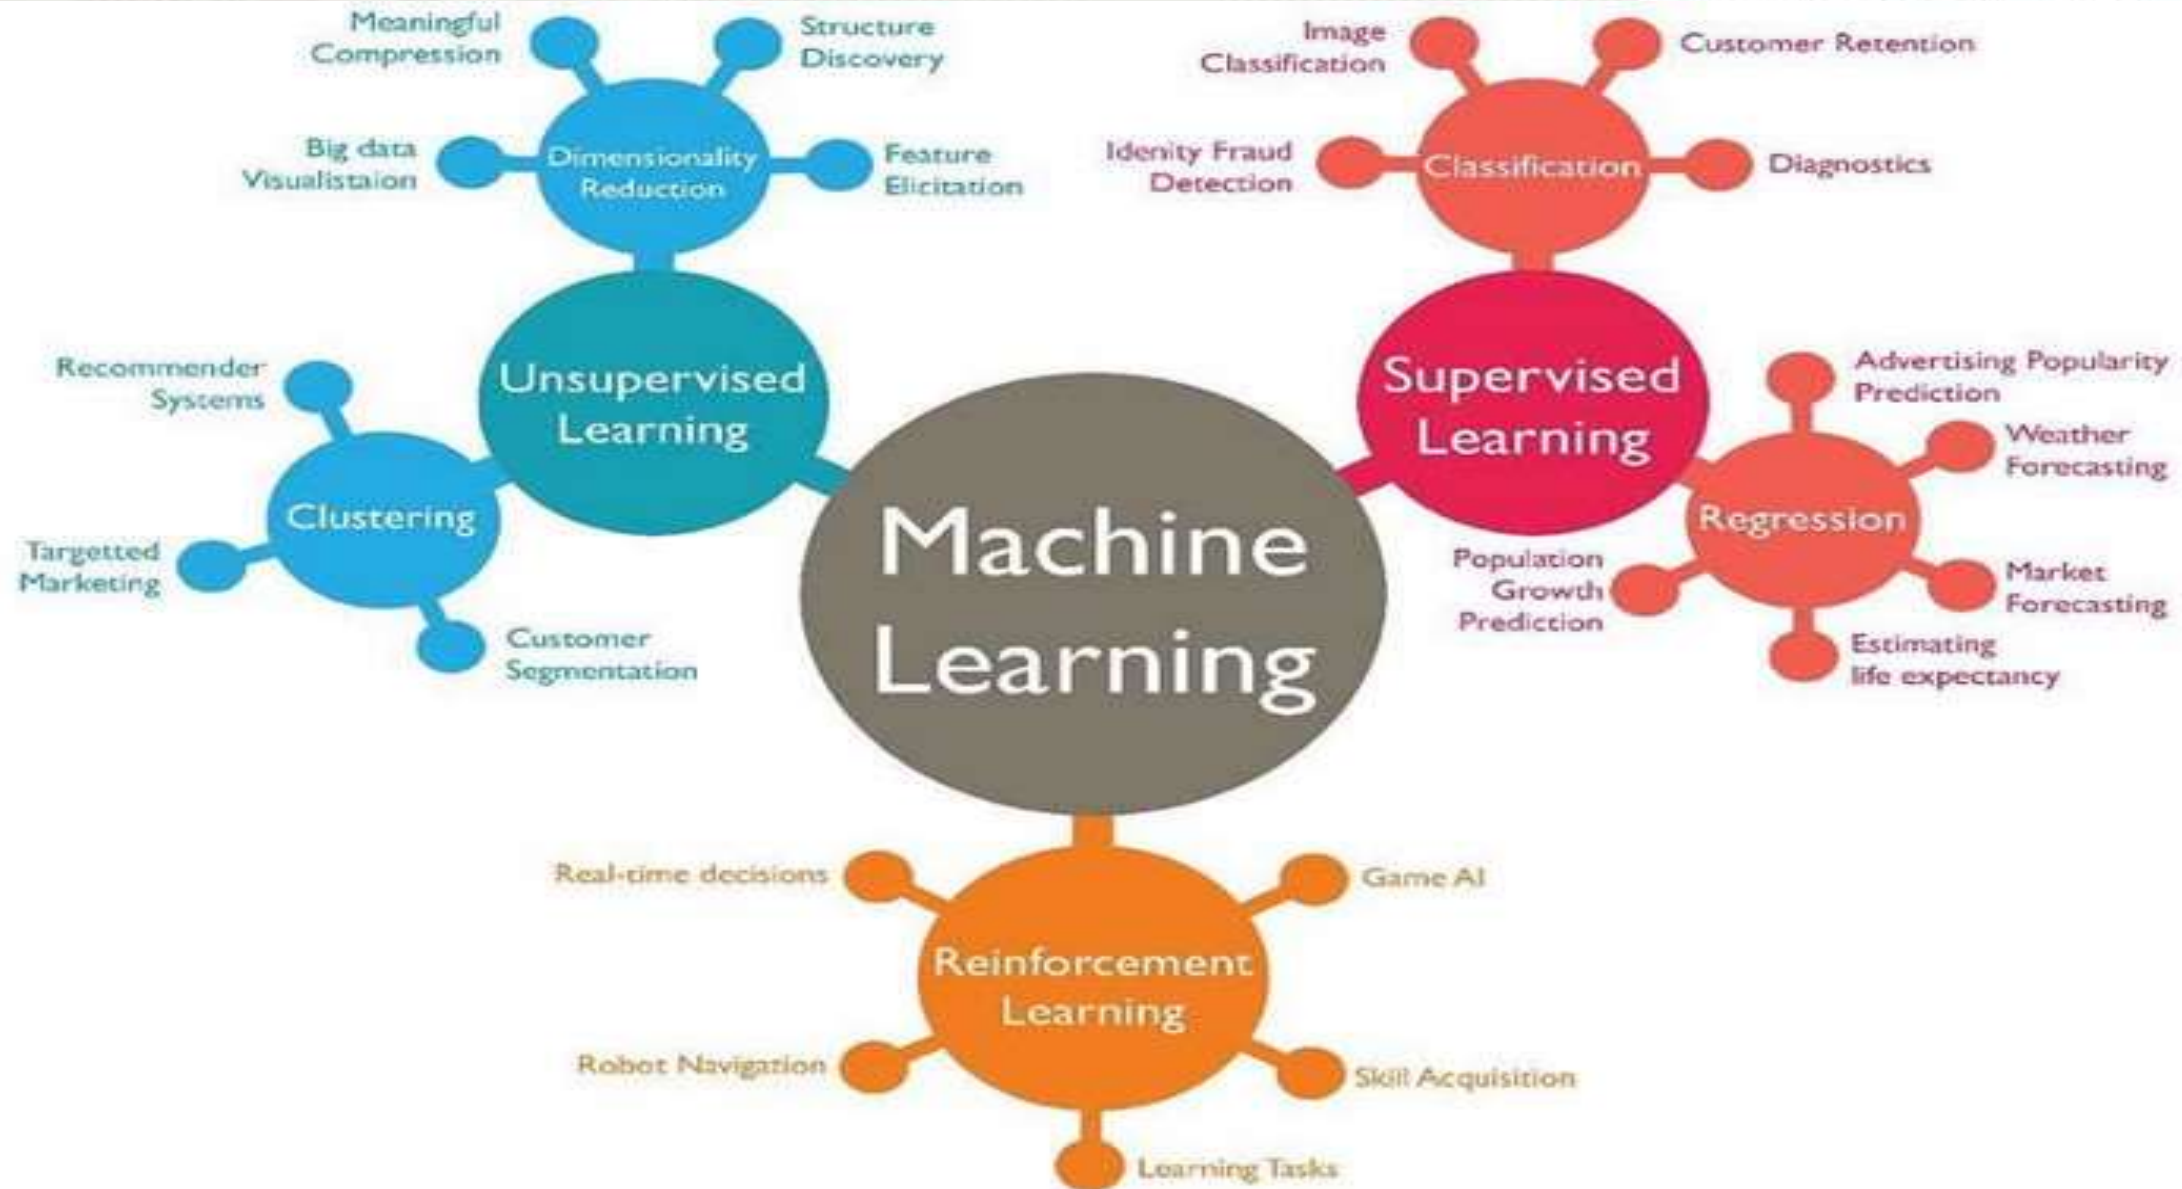 Meaningful
Compression
Structure
Discovery
Big data
Visualistaion
Dimensionality
Reduction
Feature
Elicitation
Image
Classification
Customer Retention
Idenity Fraud
Detection
Classification
Diagnostics
Recommender
Systems
Unsupervised
Learning
Clustering
Targetted
Marketing
Customer
Segmentation
Machine
Learning
Supervised
Learning
Advertising Popularity
Prediction
Weather
Forecasting
Regression
Population
Growth
Prediction
Market
Forecasting
Estimating
life expectancy
Real-time decisions
Game AI
Reinforcement
Learning
Robot Navigation
Skill Acquisition
Learning Tasks